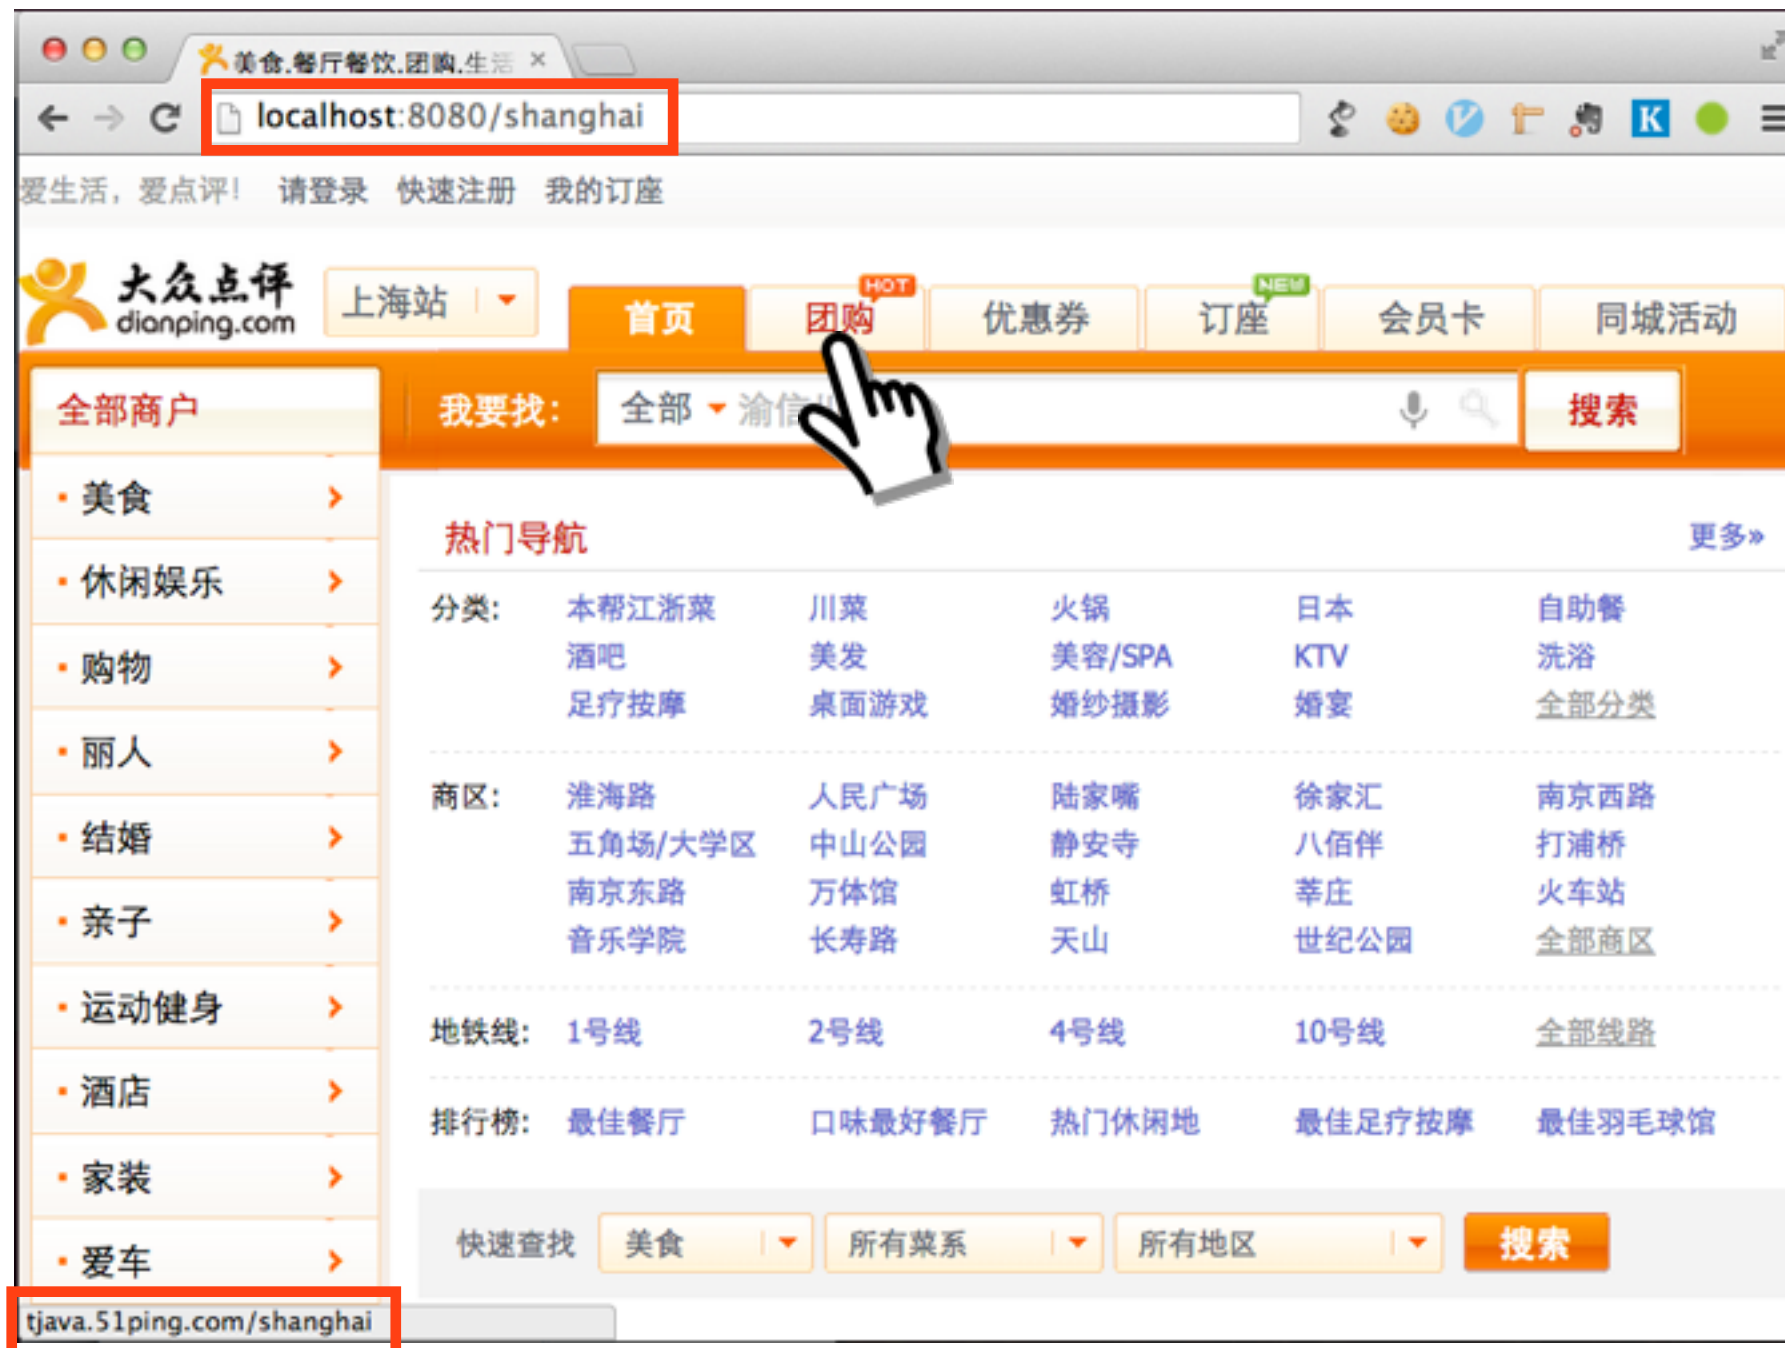 美食.餐厅餐饮.团购.生活
localhost:8080/shanghai
K
爱生活，爱点评！ 请登录 快速注册 我的订座
大众点评
dianping.com
上海站
首页 团购 HOT 优惠券 订座 NEW 会员卡 同城活动
全部商户
我要找： 全部 搜索
美食
休闲娱乐
购物
丽人
结婚
亲子
运动健身
酒店
家装
爱车
热门导航 更多»
分类： 本帮江浙菜 川菜 火锅 日本 自助餐
酒吧 美发 美容/SPA KTV 洗浴
足疗按摩 桌面游戏 婚纱摄影 婚宴 全部分类
商区： 淮海路 人民广场 陆家嘴 徐家汇 南京西路
五角场/大学区 中山公园 静安寺 八佰伴 打浦桥
南京东路 万体馆 虹桥 莘庄 火车站
音乐学院 长寿路 天山 世纪公园 全部商区
地铁线： 1号线 2号线 4号线 10号线 全部线路
排行榜： 最佳餐厅 口味最好餐厅 热门休闲地 最佳足疗按摩 最佳羽毛球馆
快速查找 美食 所有菜系 所有地区 搜索
tjava.51ping.com/shanghai